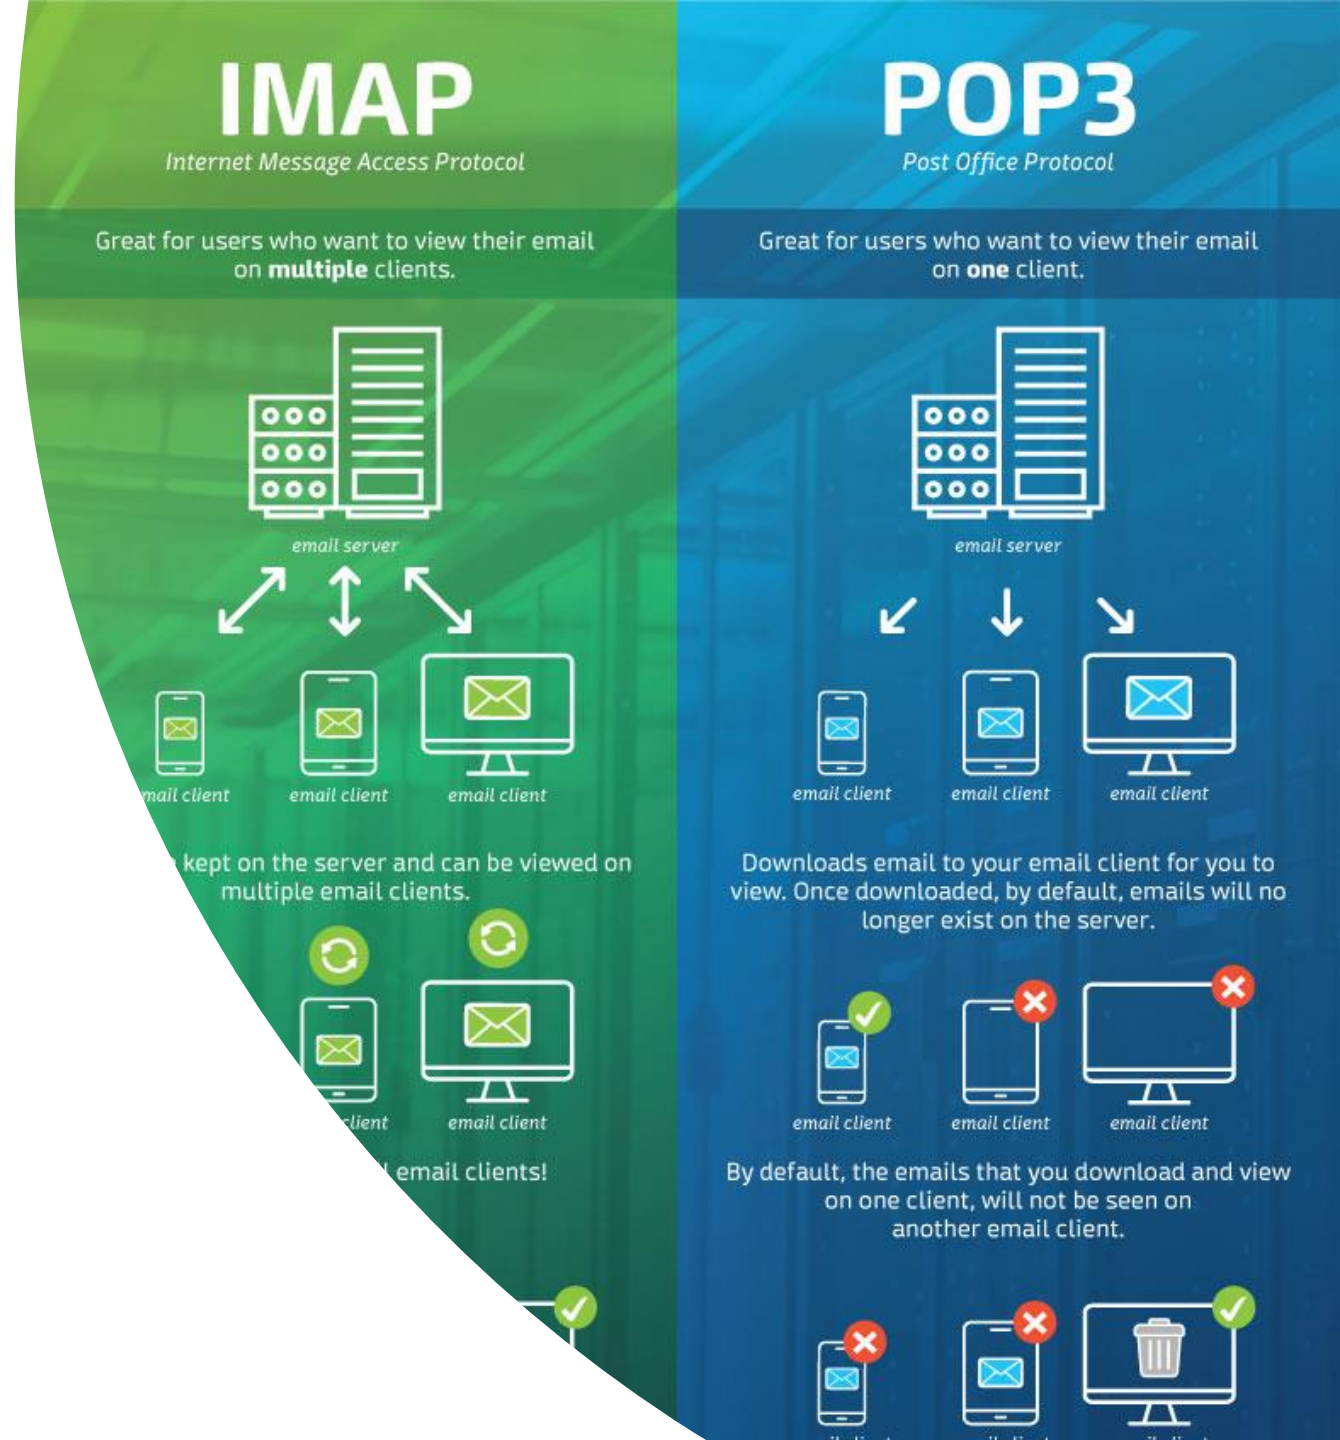 IMAP
Internet Message Access Protocol
Great for users who want to view their email
on multiple clients.
email server
client
email client
email client
kept on the server and can be viewed on
multiple email clients.
email client
email clients!
POP3
Post Office Protocol
Great for users who want to view their email
on one client.
email server
email client
email client
email client
Downloads email to your email client for you to
view. Once downloaded, by default, emails will no
longer exist on the server.
email client
email client
email client
By default, the emails that you download and view
on one client, will not be seen on
another email client.